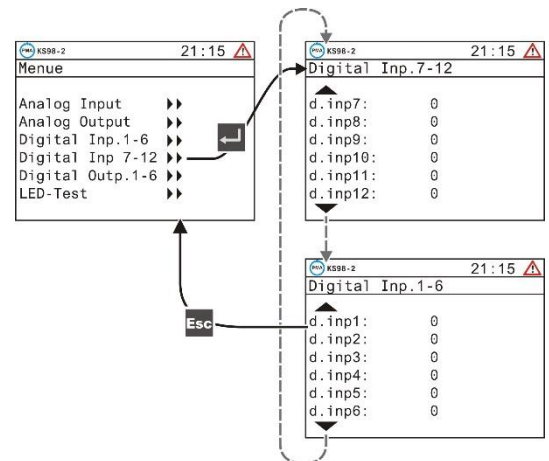 PMA KS98-2 21:15
Menue
Analog Input
Analog Output
Digital Inp.1-6
Digital Inp 7-12
Digital Outp.1-6
LED-Test
PMA KS98-2 21:15
Digital Inp.7-12
d.inp7: 0
d.inp8: 0
d.inp9: 0
d.inp10: 0
d.inp11: 0
d.inp12: 0
PMA KS98-2 21:15
Digital Inp.1-6
d.inp1: 0
d.inp2: 0
d.inp3: 0
d.inp4: 0
d.inp5: 0
d.inp6: 0
Esc